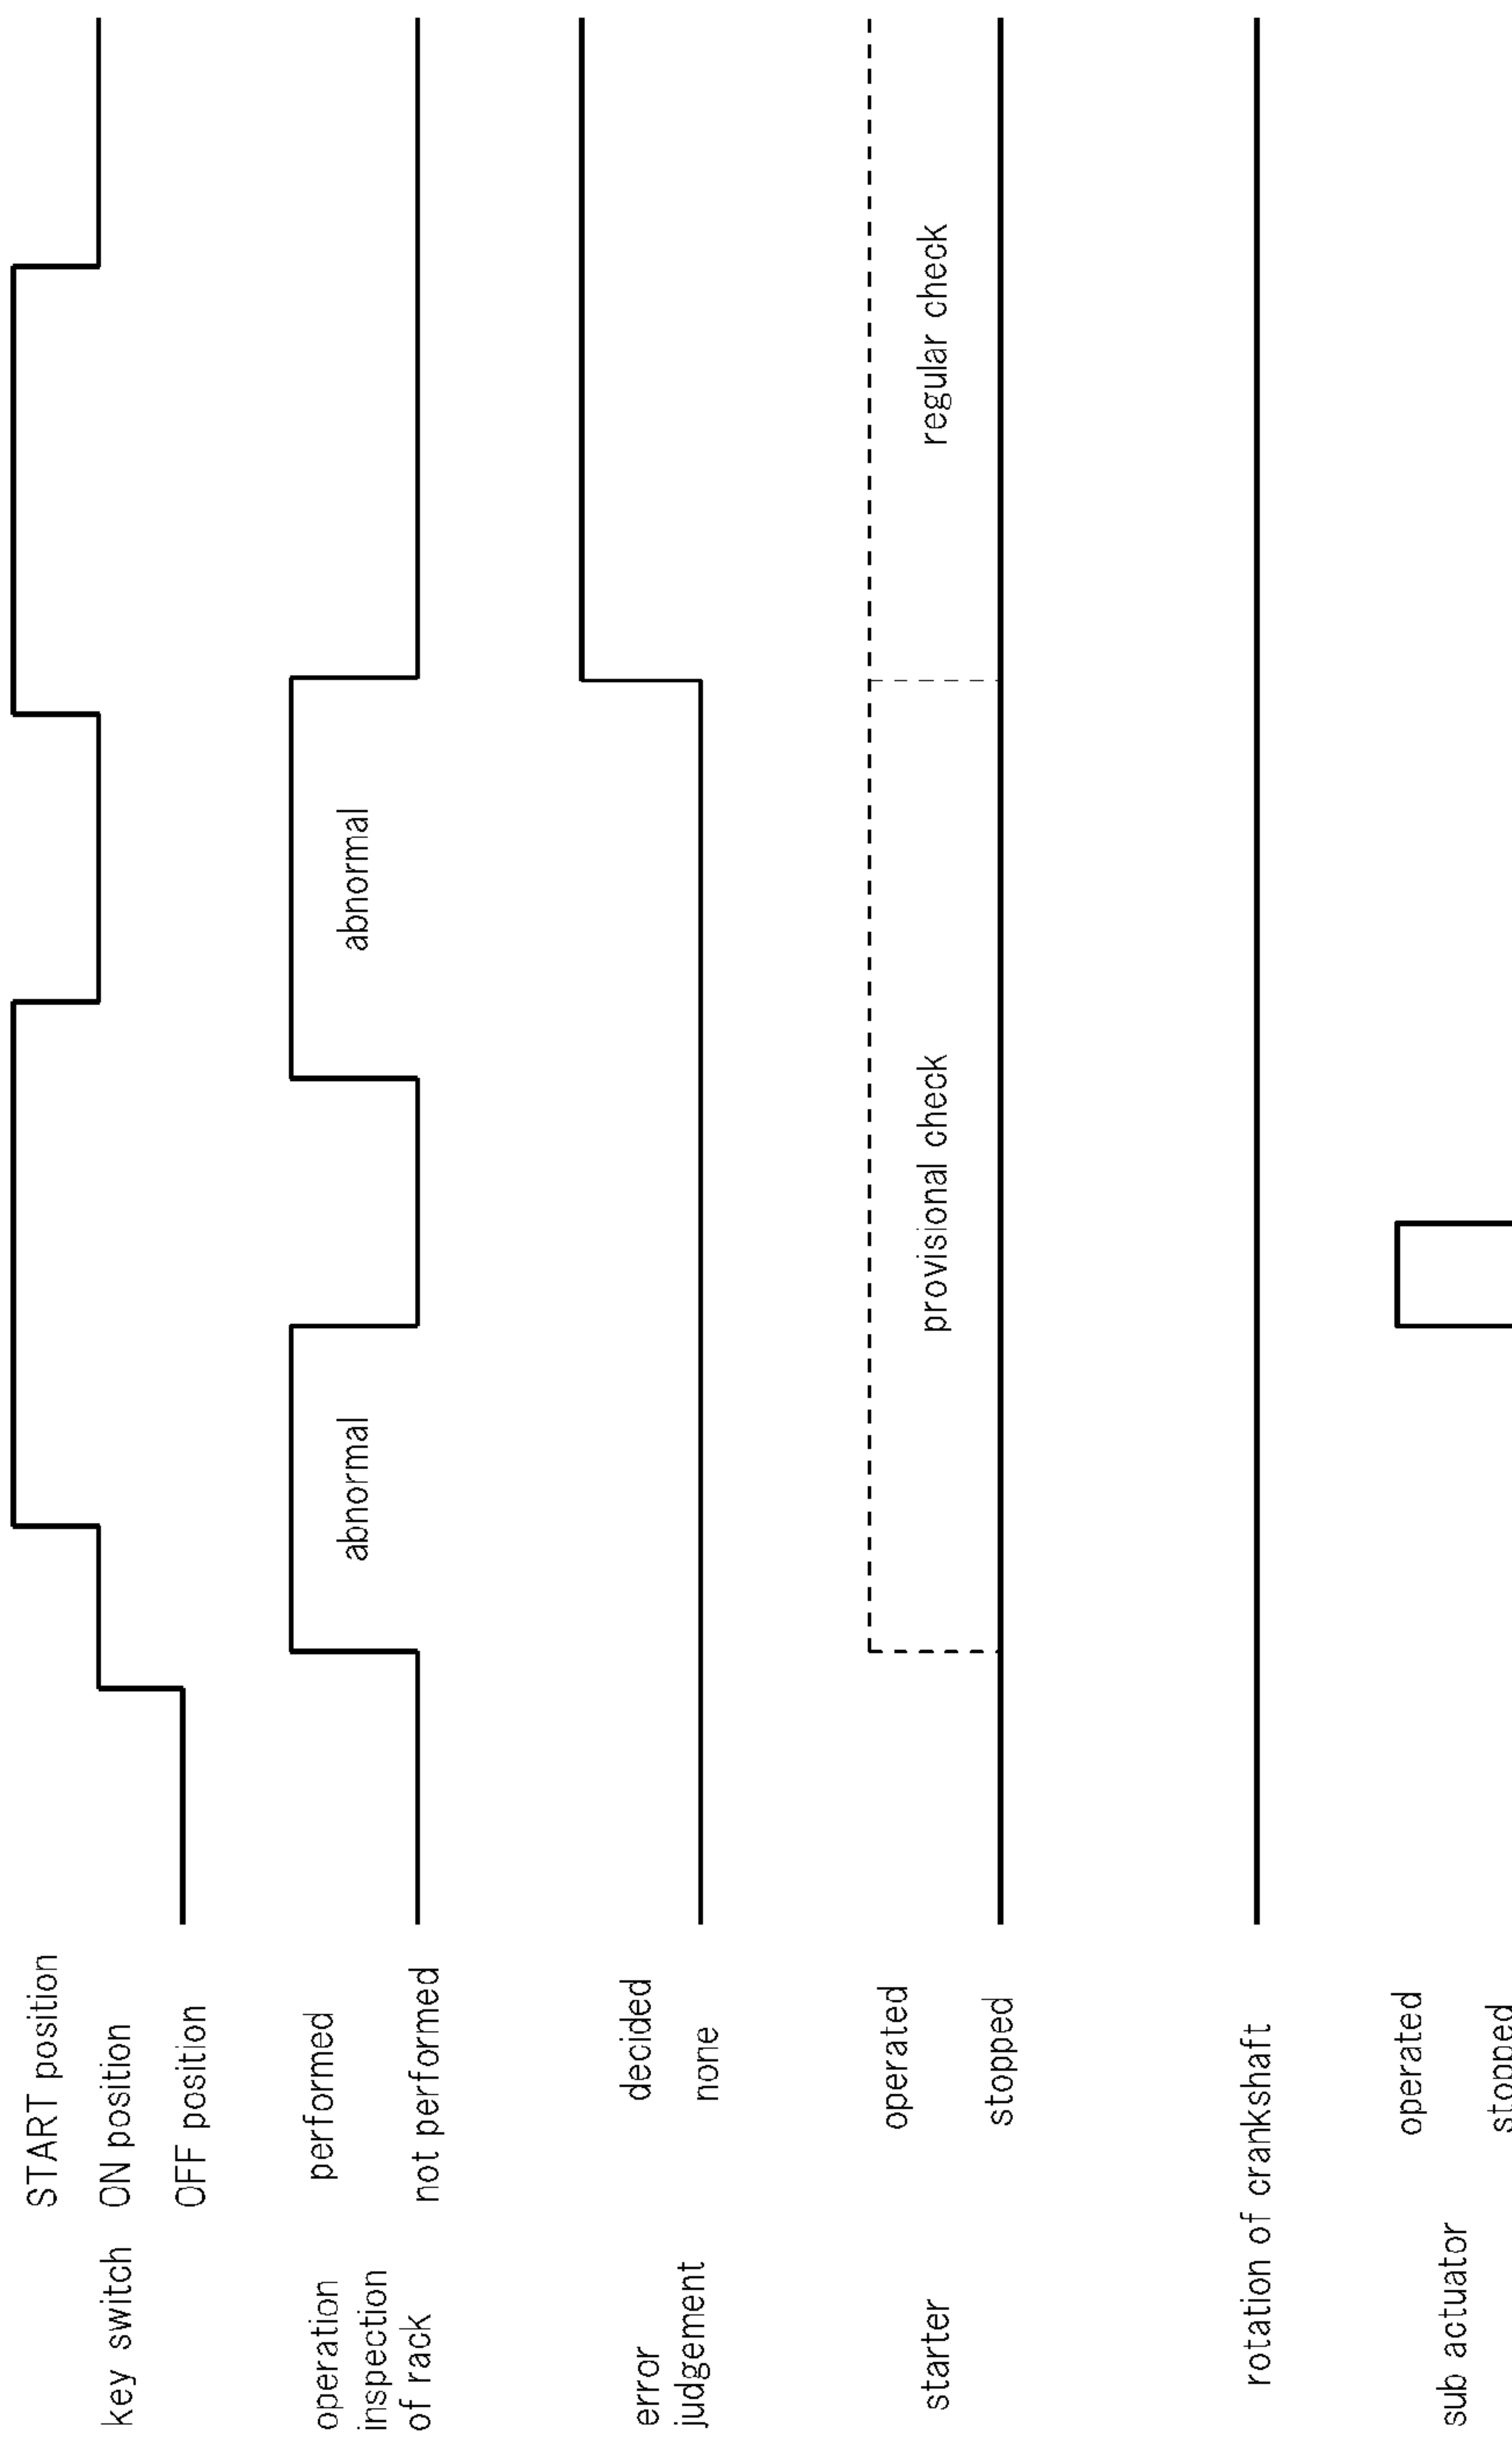 START position
key switch ON position
OFF position
operation
inspection
of rack
performed
not performed
abnormal
abnormal
error
judgement
decided
none
starter
operated
stopped
provisional check
regular check
rotation of crankshaft
sub actuator
operated
stopped